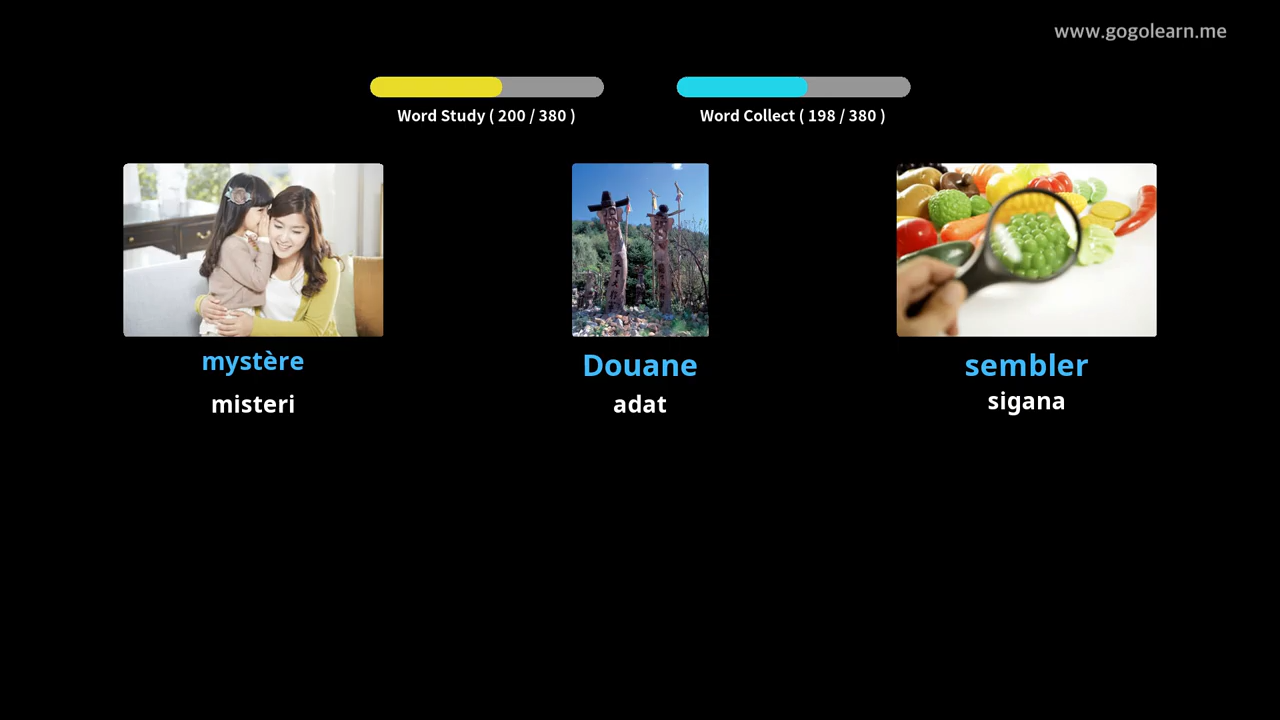 www.gogolearn.me
Word Study ( 200 / 380 )
Word Collect ( 198 / 380 )
mystère
misteri
Douane
adat
sembler
sigana